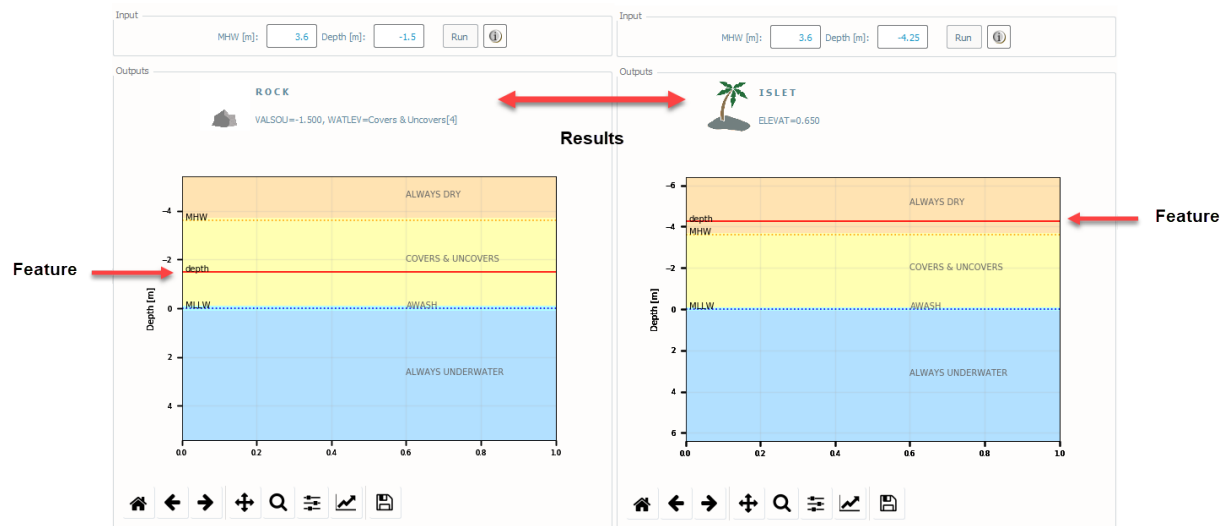 Input
MHW [m]: 3.6 Depth [m]: -1.5 Run
Outputs
ROCK
VALSOU=-1.500, WATLEV=Covers & Uncovers[4]
ALWAYS DRY
−4
MHW
−2
COVERS & UNCOVERS
depth
MLLW
AWASH
0
Depth [m]
2
ALWAYS UNDERWATER
4
0.0 0.2 0.4 0.6 0.8 1.0
Feature
Results
Input
MHW [m]: 3.6 Depth [m]: -4.25 Run
Outputs
ISLET
ELEVAT=0.650
−6
ALWAYS DRY
depth
−4
MHW
−2
COVERS & UNCOVERS
MLLW
AWASH
0
Depth [m]
2
ALWAYS UNDERWATER
4
6
0.0 0.2 0.4 0.6 0.8 1.0
Feature